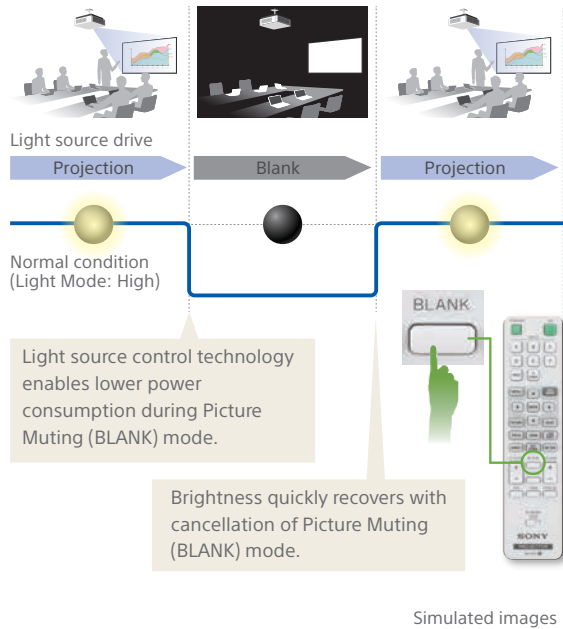 Light source drive
Projection
Blank
Projection
Normal condition
(Light Mode: High)
BLANK
Light source control technology
enables lower power
consumption during Picture
Muting (BLANK) mode.
Brightness quickly recovers with
cancellation of Picture Muting
(BLANK) mode.
SONY
PROJECTOR
Simulated images